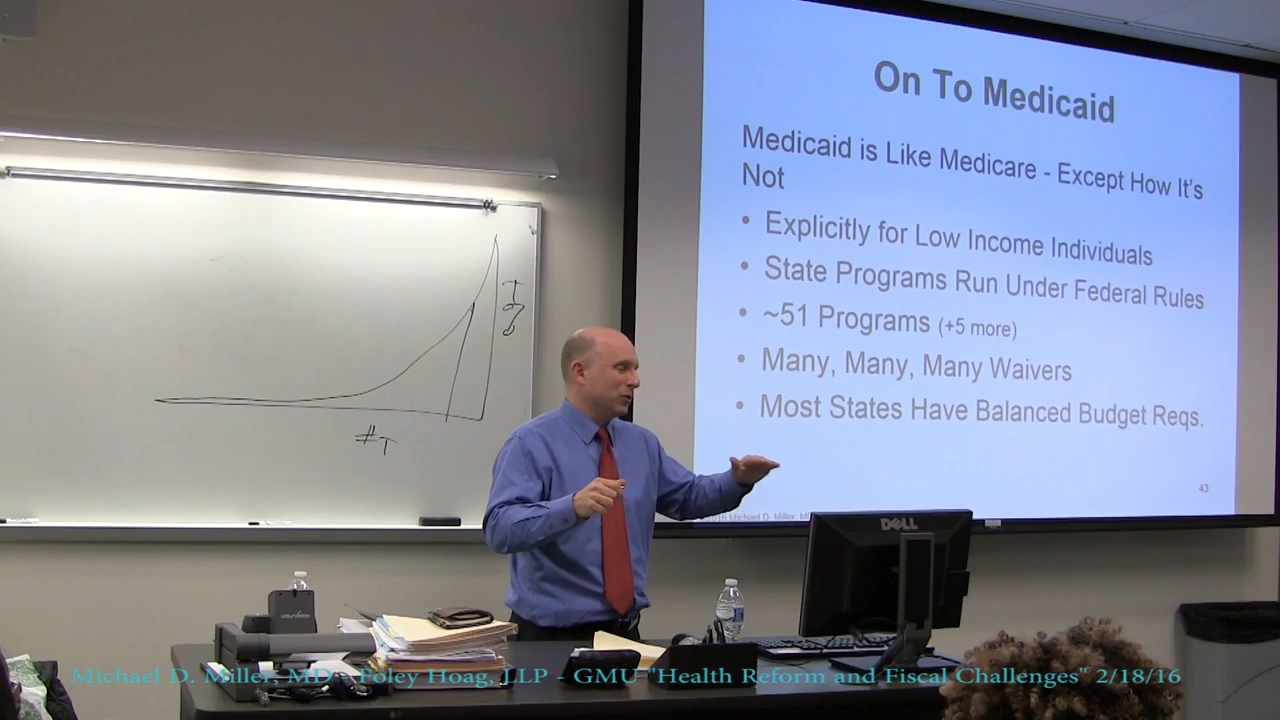 On To Medicaid
Medicaid is Like Medicare - Except How It's
Not
• Explicitly for Low Income Individuals
• State Programs Run Under Federal Rules
• ~51 Programs (+5 more)
• Many, Many, Many Waivers
• Most States Have Balanced Budget Reqs.
43
Michael D. Miller,
#T
DELL
Michael D. Miller, MD - Foley Hoag, LLP - GMU "Health Reform and Fiscal Challenges" 2/18/16